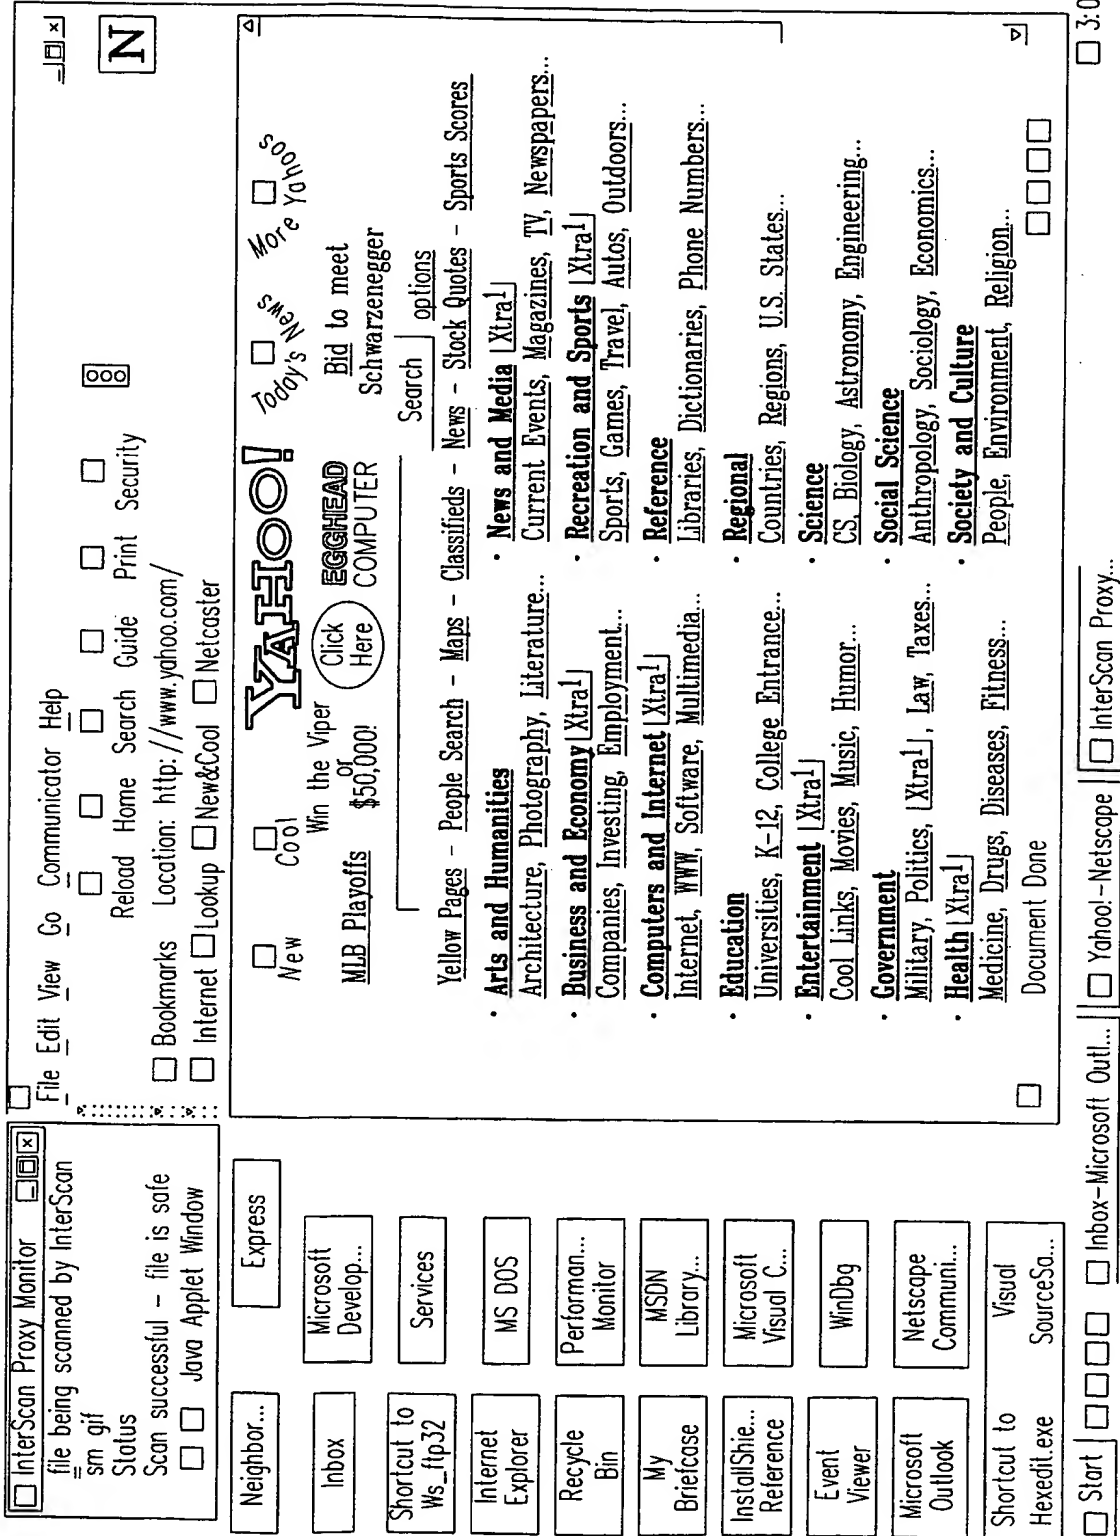 InterScan Proxy Monitor
file being scanned by InterScan
sm gif
Status
Scan successful – file is safe
Java Applet Window
File Edit View Go Communicator Help
Reload Home Search Guide Print Security
N
Bookmarks Location: http://www.yahoo.com/
Internet Lookup New&Cool Netcaster
Neighbor... Express
Inbox Microsoft Develop...
Shortcut to Ws_ftp32 Services
Internet Explorer MS DOS
Recycle Bin Performan... Monitor
My Briefcase MSDN Library...
InstallShie... Reference Microsoft Visual C...
Event Viewer WinDbg
Microsoft Outlook Netscape Communi...
Shortcut to Hexedit.exe Visual SourceSa...
New Cool YAHOO! Today's News More Yahoos
MLB Playoffs Win the Viper or $50,000! Click Here EGGHEAD COMPUTER Bid to meet Schwarzenegger
Search options
Yellow Pages – People Search – Maps – Classifieds – News – Stock Quotes – Sports Scores
• Arts and Humanities
Architecture, Photography, Literature...
• Business and Economy Xtra!
Companies, Investing, Employment...
• Computers and Internet Xtra!
Internet, WWW, Software, Multimedia...
• Education
Universities, K-12, College Entrance...
• Entertainment Xtra!
Cool Links, Movies, Music, Humor...
• Government
Military, Politics, Xtra!, Law, Taxes...
• Health Xtra!
Medicine, Drugs, Diseases, Fitness...
• News and Media Xtra!
Current Events, Magazines, TV, Newspapers...
• Recreation and Sports Xtra!
Sports, Games, Travel, Autos, Outdoors...
• Reference
Libraries, Dictionaries, Phone Numbers...
• Regional
Countries, Regions, U.S. States...
• Science
CS, Biology, Astronomy, Engineering...
• Social Science
Anthropology, Sociology, Economics...
• Society and Culture
People, Environment, Religion...
Document Done
Start Inbox-Microsoft Outl... Yahoo!-Netscape InterScan Proxy...